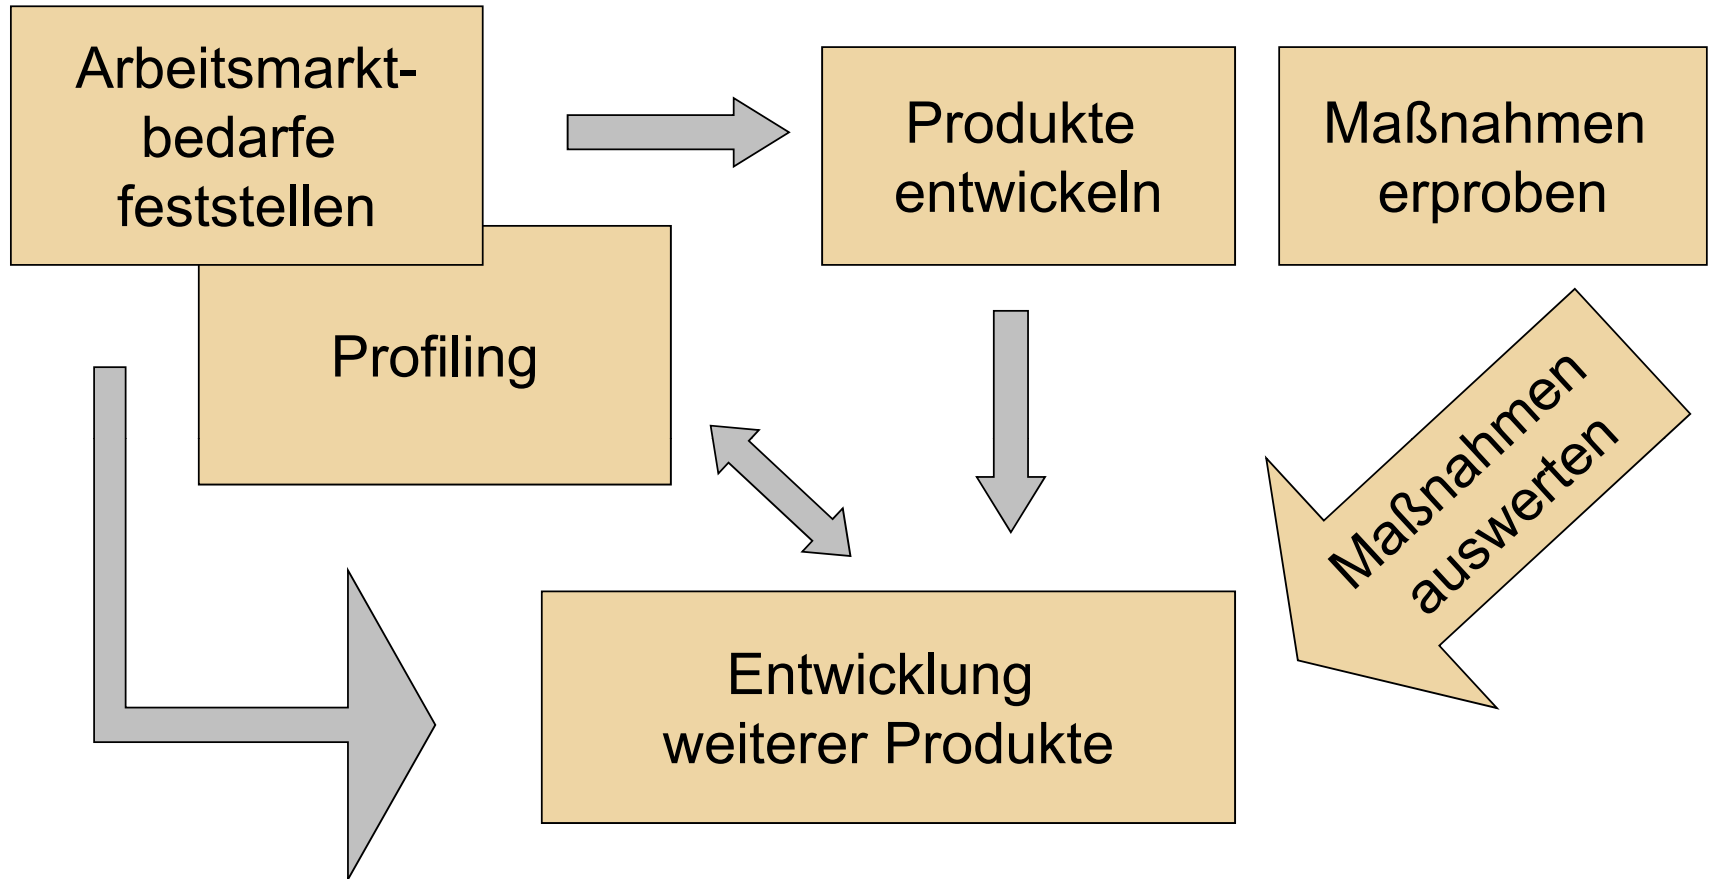 Arbeitsmarkt-
bedarfe
feststellen
Produkte
entwickeln
Maßnahmen
erproben
Profiling
Maßnahmen
auswerten
Entwicklung
weiterer Produkte